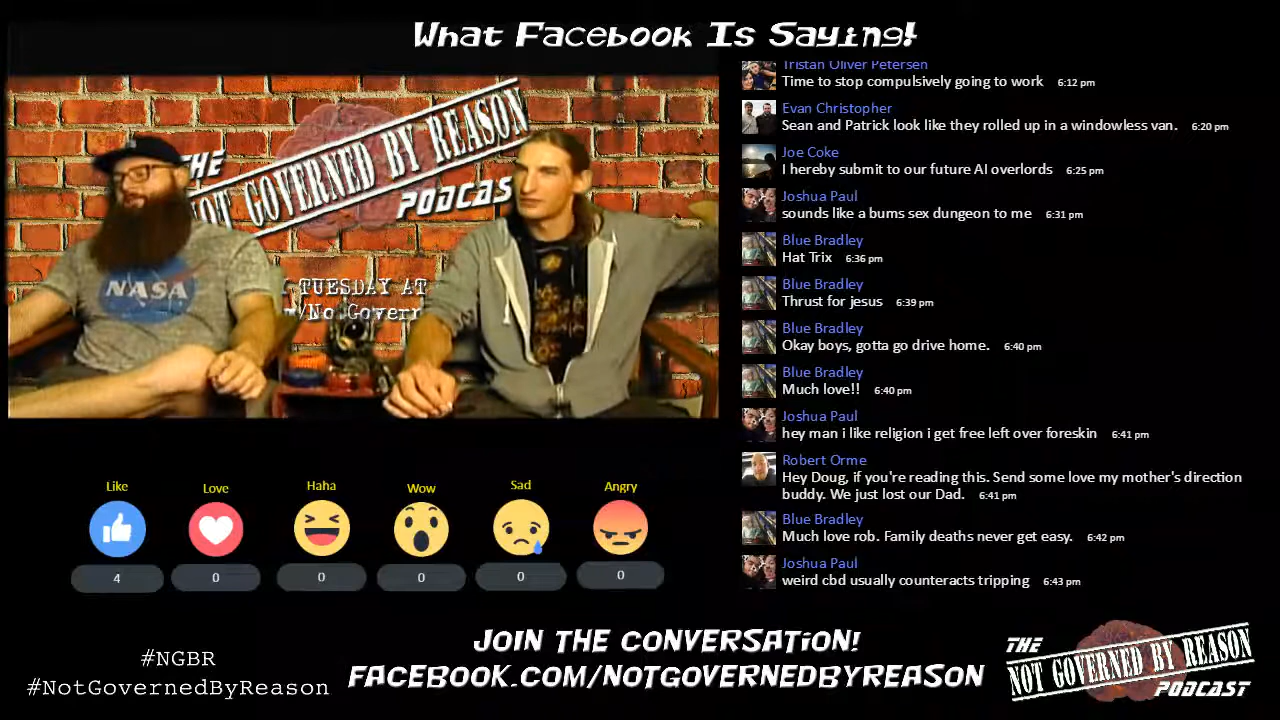 What Facebook Is Saying!
THE
NOT GOVERNED BY REASON
PODCAS
NASA
TUESDAY AT
/No Govern
Tristan Oliver Petersen
Time to stop compulsively going to work 6:12 pm
Evan Christopher
Sean and Patrick look like they rolled up in a windowless van. 6:20 pm
Joe Coke
I hereby submit to our future AI overlords 6:25 pm
Joshua Paul
sounds like a bums sex dungeon to me 6:31 pm
Blue Bradley
Hat Trix 6:36 pm
Blue Bradley
Thrust for jesus 6:39 pm
Blue Bradley
Okay boys, gotta go drive home. 6:40 pm
Blue Bradley
Much love!! 6:40 pm
Joshua Paul
hey man i like religion i get free left over foreskin 6:41 pm
Robert Orme
Hey Doug, if you're reading this. Send some love my mother's direction
buddy. We just lost our Dad. 6:41 pm
Blue Bradley
Much love rob. Family deaths never get easy. 6:42 pm
Joshua Paul
weird cbd usually counteracts tripping 6:43 pm
Like Love Haha Wow Sad Angry
4 0 0 0 0 0
#NGBR
#NotGovernedByReason
JOIN THE CONVERSATION!
FACEBOOK.COM/NOTGOVERNEDBYREASON
THE
NOT GOVERNED BY REASON
PODCAST